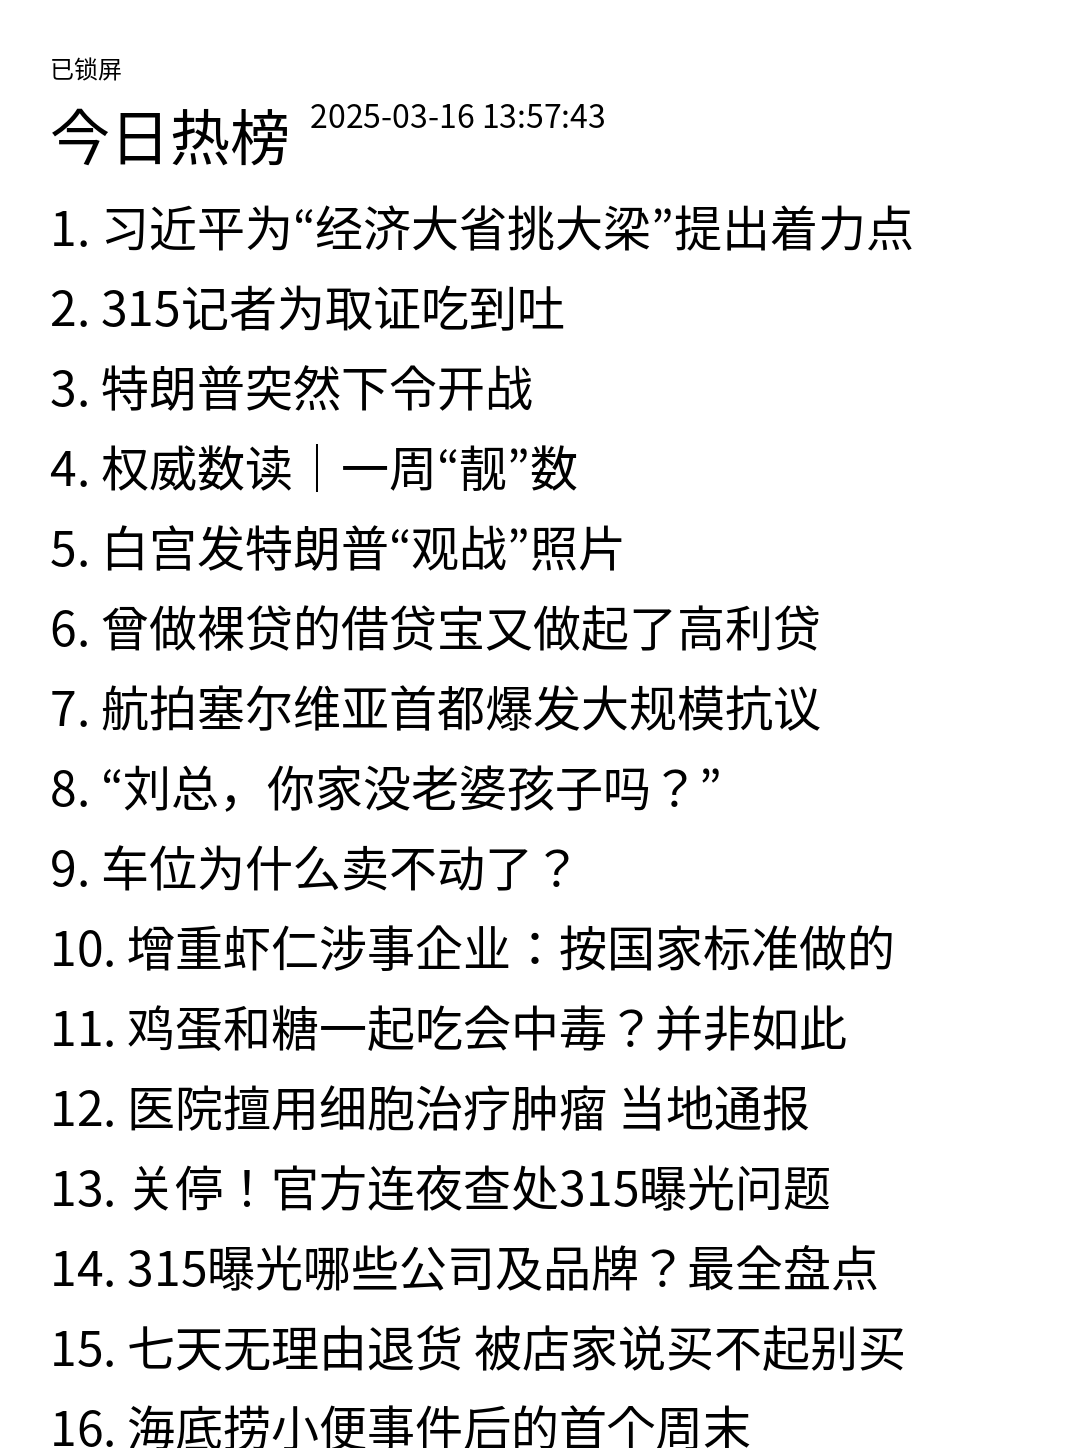 已锁屏
今日热榜 2025-03-16 13:57:43
1. 习近平为“经济大省挑大梁”提出着力点
2. 315记者为取证吃到吐
3. 特朗普突然下令开战
4. 权威数读｜一周“靓”数
5. 白宫发特朗普“观战”照片
6. 曾做裸贷的借贷宝又做起了高利贷
7. 航拍塞尔维亚首都爆发大规模抗议
8. “刘总，你家没老婆孩子吗？”
9. 车位为什么卖不动了？
10. 增重虾仁涉事企业：按国家标准做的
11. 鸡蛋和糖一起吃会中毒？并非如此
12. 医院擅用细胞治疗肿瘤 当地通报
13. 关停！官方连夜查处315曝光问题
14. 315曝光哪些公司及品牌？最全盘点
15. 七天无理由退货 被店家说买不起别买
16. 海底捞小便事件后的首个周末